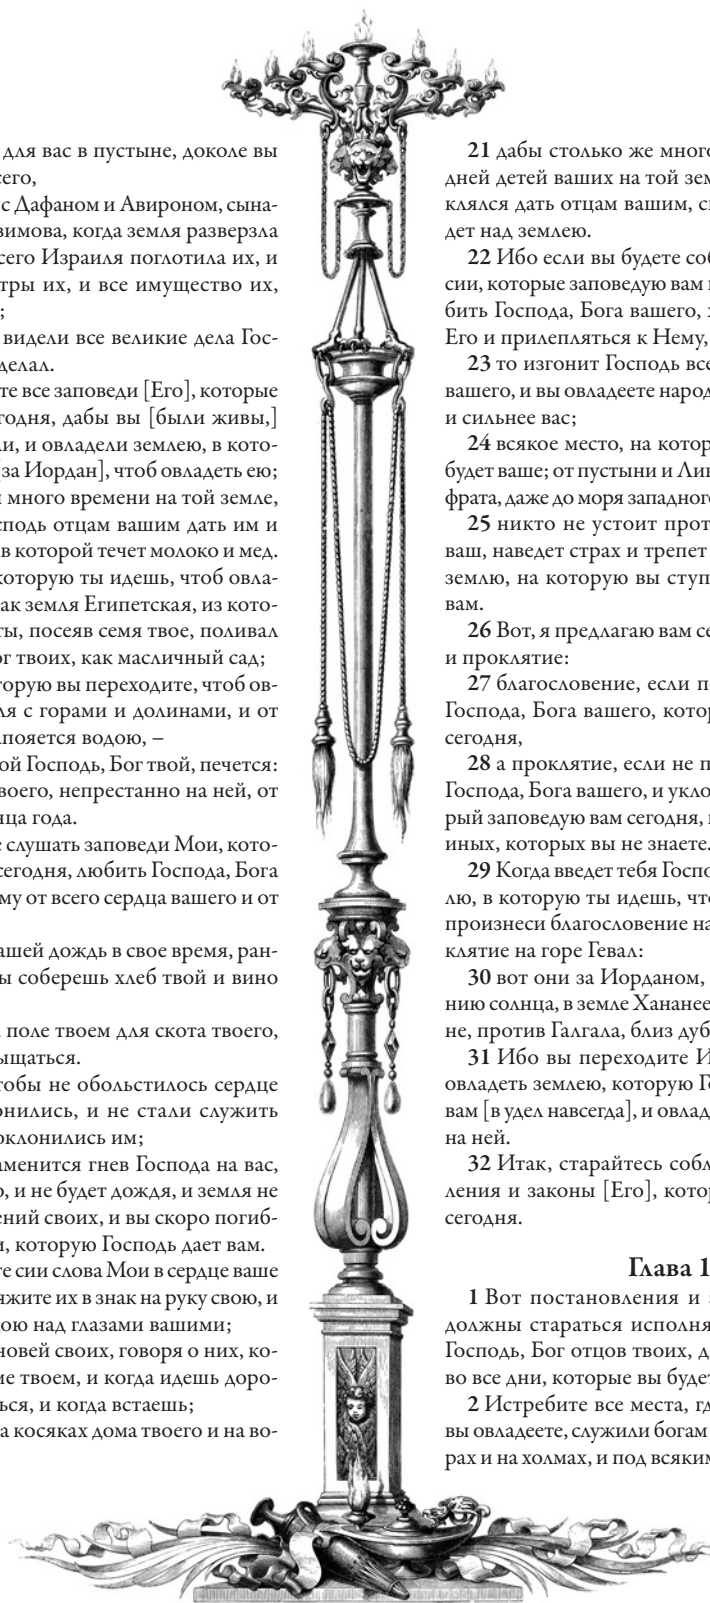 для вас в пустыне, доколе вы
сего,
с Дафаном и Авироном, сына-
вимова, когда земля разверзла
сего Израиля поглотила их, и
тры их, и все имущество их,
;
видели все великие дела Гос-
делал.
те все заповеди [Его], которые
годня, дабы вы [были живы,]
ли, и овладели землею, в кото-
[за Иордан], чтоб овладеть ею;
много времени на той земле,
сподь отцам вашим дать им и
в которой течет молоко и мед.
которую ты идешь, чтоб овла-
ак земля Египетская, из кото-
ты, посеяв семя твое, поливал
ог твоих, как масличный сад;
торую вы переходите, чтоб ов-
ля с горами и долинами, и от
апояется водою, –
ой Господь, Бог твой, печется:
воего, непрестанно на ней, от
нца года.
е слушать заповеди Мои, кото-
сегодня, любить Господа, Бога
му от всего сердца вашего и от
ашей дождь в свое время, ран-
ы соберешь хлеб твой и вино
поле твоем для скота твоего,
ыщаться.
тобы не обольстилось сердце
онились, и не стали служить
оклонились им;
аменится гнев Господа на вас,
о, и не будет дождя, и земля не
ений своих, и вы скоро погиб-
и, которую Господь дает вам.
те сии слова Мои в сердце ваше
яжите их в знак на руку свою, и
кою над глазами вашими;
новей своих, говоря о них, ко-
ме твоем, и когда идешь доро-
ься, и когда встаешь;
а косяках дома твоего и на во-
21 дабы столько же много
дней детей ваших на той зем
клялся дать отцам вашим, с
дет над землею.
22 Ибо если вы будете соб
сии, которые заповедую вам
бить Господа, Бога вашего, х
Его и прилепляться к Нему,
23 то изгонит Господь все
вашего, и вы овладеете народ
и сильнее вас;
24 всякое место, на котор
будет ваше; от пустыни и Лив
фрата, даже до моря западного
25 никто не устоит прот
ваш, наведет страх и трепет
землю, на которую вы ступ
вам.
26 Вот, я предлагаю вам се
и проклятие:
27 благословение, если п
Господа, Бога вашего, котор
сегодня,
28 а проклятие, если не п
Господа, Бога вашего, и укло
рый заповедую вам сегодня,
иных, которых вы не знаете.
29 Когда введет тебя Госпо
лю, в которую ты идешь, что
произнеси благословение на
клятие на горе Гевал:
30 вот они за Иорданом,
нию солнца, в земле Хананее
не, против Галгала, близ дуб
31 Ибо вы переходите И
овладеть землею, которую Го
вам [в удел навсегда], и овлад
на ней.
32 Итак, старайтесь собл
ления и законы [Его], котор
сегодня.
Глава 1
1 Вот постановления и з
должны стараться исполня
Господь, Бог отцов твоих, д
во все дни, которые вы будет
2 Истребите все места, гд
вы овладеете, служили богам
рах и на холмах, и под всяким